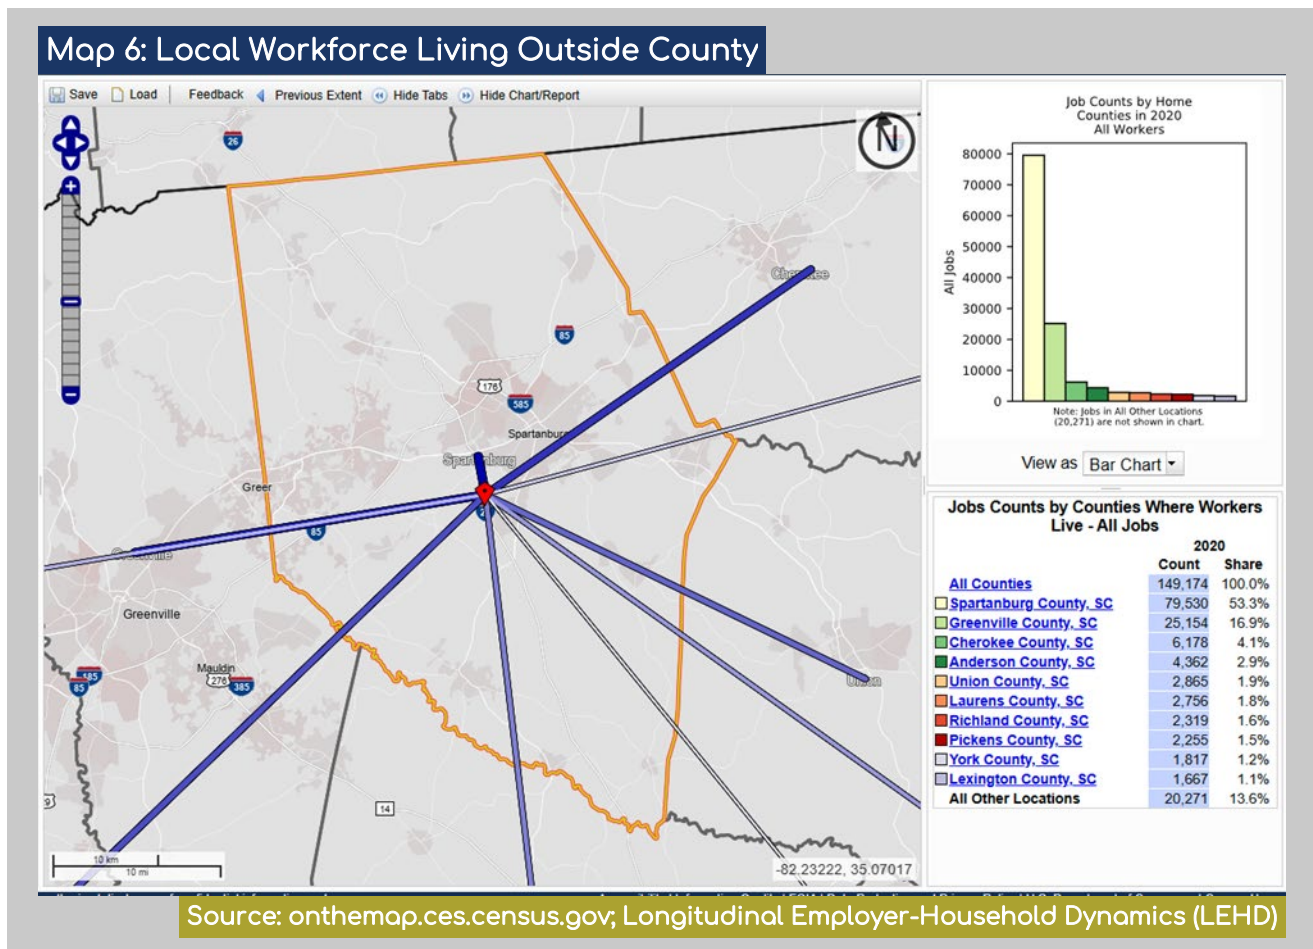 Map 6: Local Workforce Living Outside County
Save Load Feedback Previous Extent Hide Tabs Hide Chart/Report
26
N
Cherokee
85
176
585
Spartanburg
Spartanburg
Greer
85
Greenville
Greenville
Mauldin
276
385
185
85
Union
14
9
10 km
10 mi
-82.23222, 35.07017
Job Counts by Home
Counties in 2020
All Workers
All Jobs
80000
70000
60000
50000
40000
30000
20000
10000
0
Note: Jobs in All Other Locations
(20,271) are not shown in chart.
View as Bar Chart
Jobs Counts by Counties Where Workers
Live - All Jobs
2020
Count Share
All Counties 149,174 100.0%
Spartanburg County, SC 79,530 53.3%
Greenville County, SC 25,154 16.9%
Cherokee County, SC 6,178 4.1%
Anderson County, SC 4,362 2.9%
Union County, SC 2,865 1.9%
Laurens County, SC 2,756 1.8%
Richland County, SC 2,319 1.6%
Pickens County, SC 2,255 1.5%
York County, SC 1,817 1.2%
Lexington County, SC 1,667 1.1%
All Other Locations 20,271 13.6%
Source: onthemap.ces.census.gov; Longitudinal Employer-Household Dynamics (LEHD)